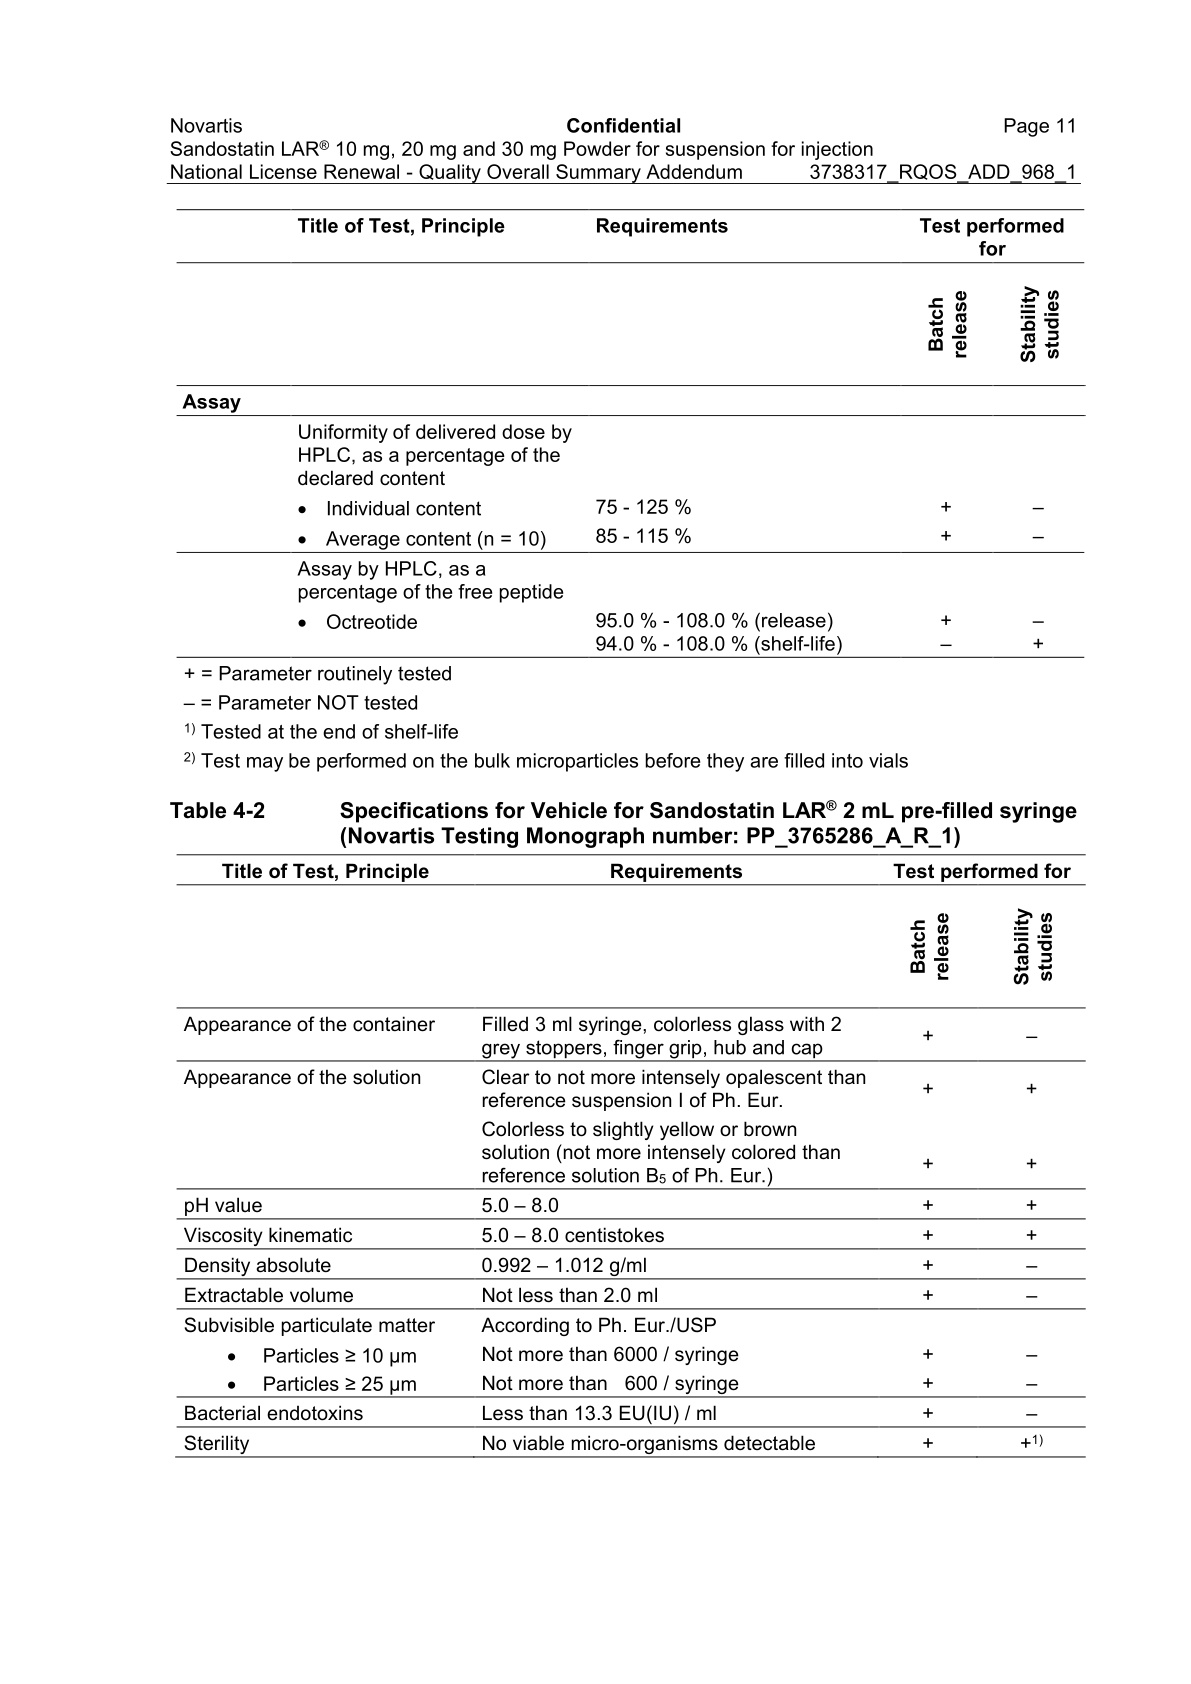 Novartis Confidential Page 11
Sandostatin LAR® 10 mg, 20 mg and 30 mg Powder for suspension for injection
National License Renewal - Quality Overall Summary Addendum 3738317_RQOS_ADD_968_1
Title of Test, Principle Requirements Test performed
for
Batch
release
Stability
studies
Assay
Uniformity of delivered dose by
HPLC, as a percentage of the
declared content
• Individual content 75 - 125 % + –
• Average content (n = 10) 85 - 115 % + –
Assay by HPLC, as a
percentage of the free peptide
• Octreotide 95.0 % - 108.0 % (release) + –
94.0 % - 108.0 % (shelf-life) – +
+ = Parameter routinely tested
– = Parameter NOT tested
1) Tested at the end of shelf-life
2) Test may be performed on the bulk microparticles before they are filled into vials
Table 4-2 Specifications for Vehicle for Sandostatin LAR® 2 mL pre-filled syringe
(Novartis Testing Monograph number: PP_3765286_A_R_1)
Title of Test, Principle Requirements Test performed for
Batch
release
Stability
studies
Appearance of the container Filled 3 ml syringe, colorless glass with 2
grey stoppers, finger grip, hub and cap + –
Appearance of the solution Clear to not more intensely opalescent than
reference suspension I of Ph. Eur. + +
Colorless to slightly yellow or brown
solution (not more intensely colored than
reference solution B5 of Ph. Eur.) + +
pH value 5.0 – 8.0 + +
Viscosity kinematic 5.0 – 8.0 centistokes + +
Density absolute 0.992 – 1.012 g/ml + –
Extractable volume Not less than 2.0 ml + –
Subvisible particulate matter According to Ph. Eur./USP
• Particles ≥ 10 µm Not more than 6000 / syringe + –
• Particles ≥ 25 µm Not more than 600 / syringe + –
Bacterial endotoxins Less than 13.3 EU(IU) / ml + –
Sterility No viable micro-organisms detectable + +1)